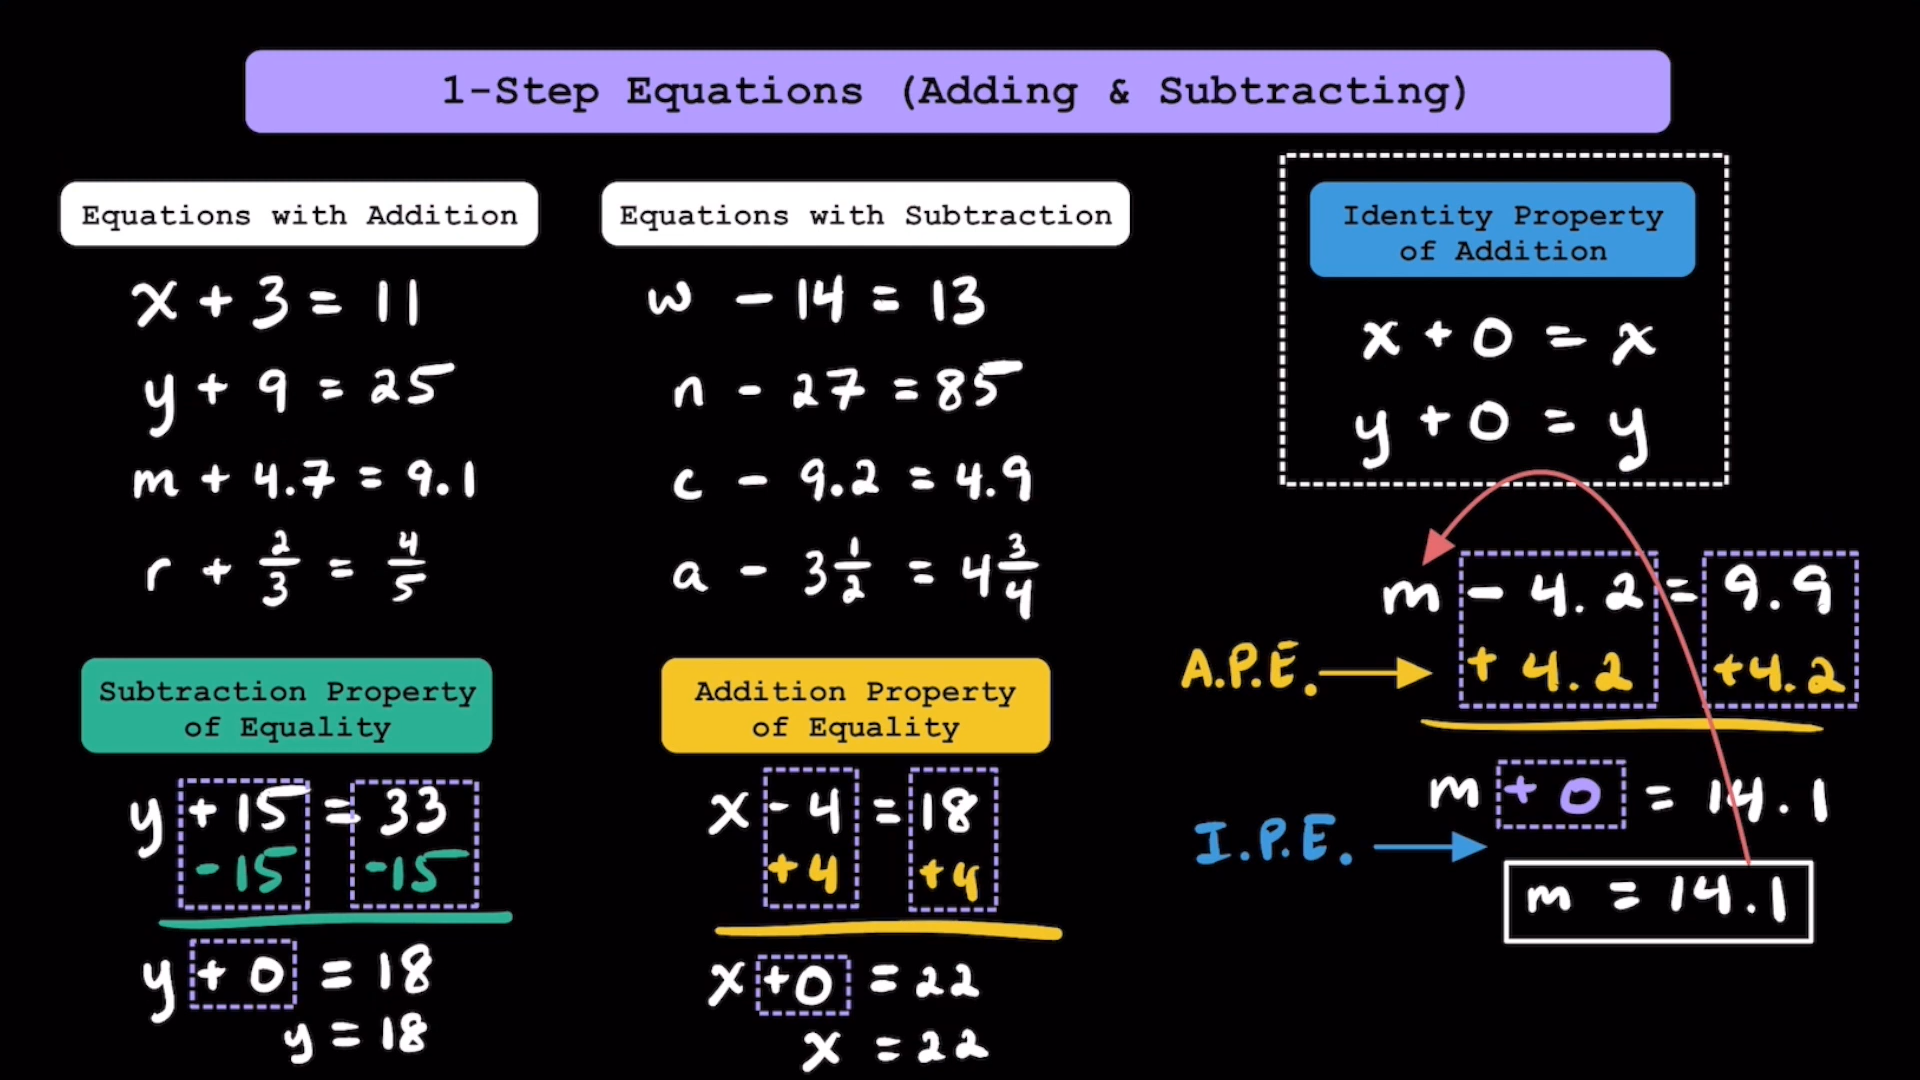 1-Step Equations (Adding & Subtracting)
Equations with Addition
x + 3 = 11
y + 9 = 25
m + 4.7 = 9.1
r + 2/3 = 4/5
Subtraction Property
of Equality
y + 15 = 33
-15 -15
y + 0 = 18
y = 18
Equations with Subtraction
w - 14 = 13
n - 27 = 85
c - 9.2 = 4.9
a - 3 1/2 = 4 3/4
Addition Property
of Equality
x - 4 = 18
+4 +4
x + 0 = 22
x = 22
Identity Property
of Addition
x + 0 = x
y + 0 = y
m - 4.2 = 9.9
A.P.E. + 4.2 +4.2
m + 0 = 14.1
I.P.E.
m = 14.1